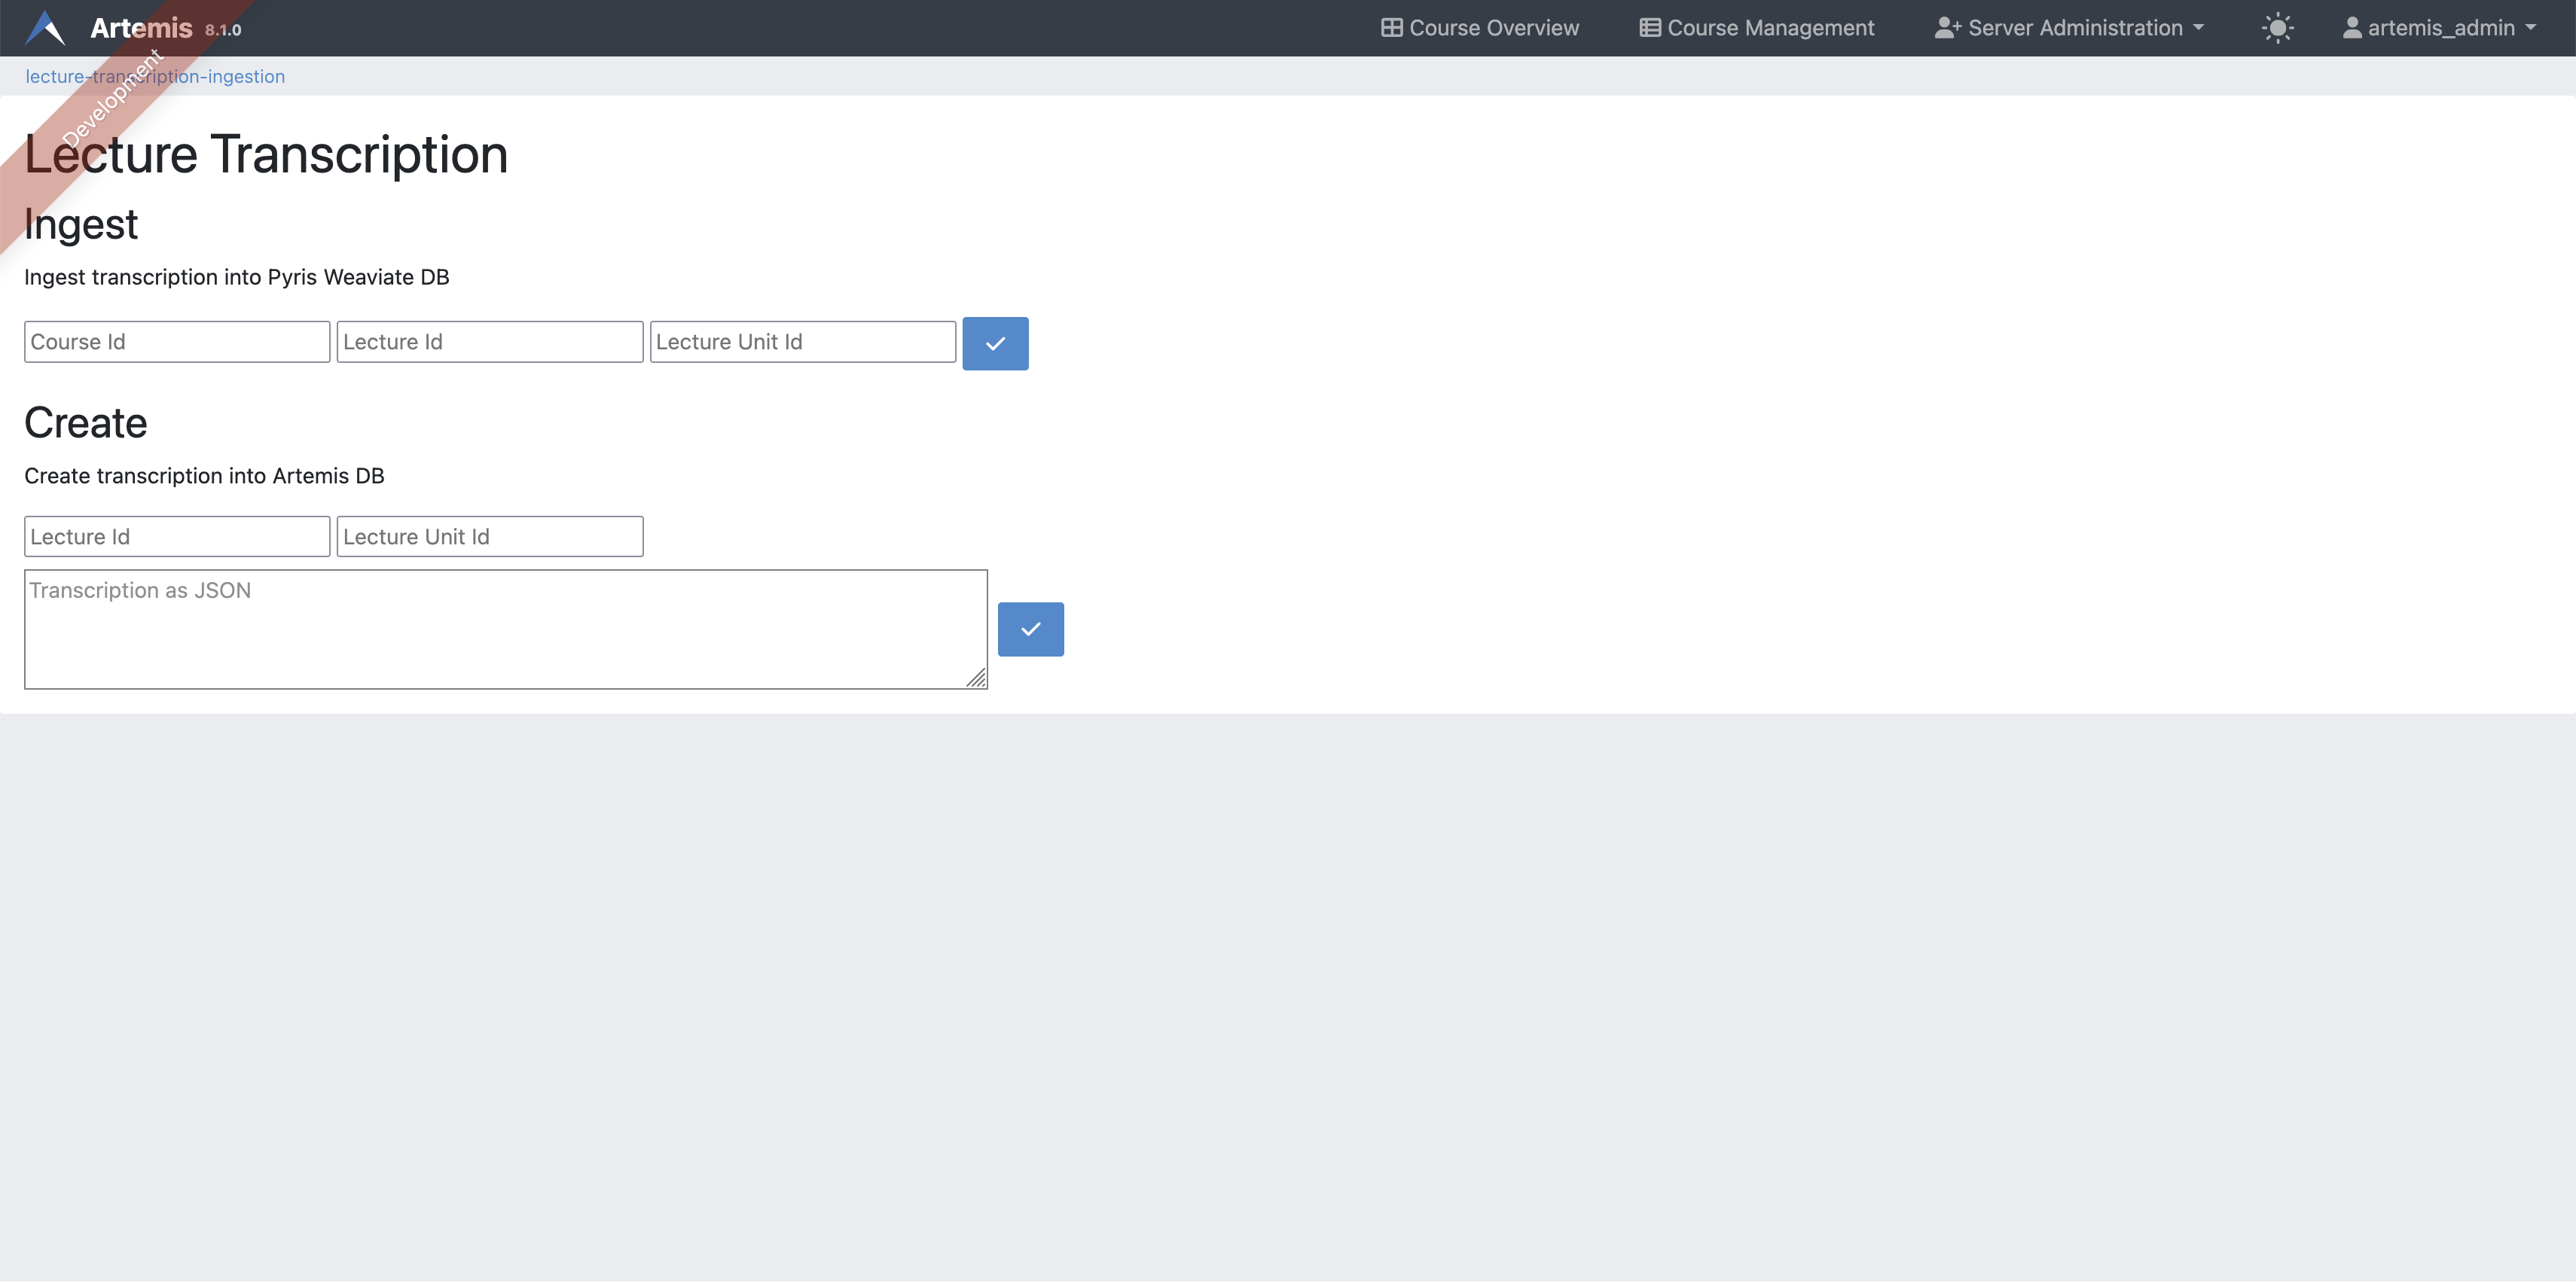 Artemis 8.1.0 Course Overview Course Management Server Administration artemis_admin
lecture-transcription-ingestion
Development
Lecture Transcription
Ingest
Ingest transcription into Pyris Weaviate DB
Course Id Lecture Id Lecture Unit Id
Create
Create transcription into Artemis DB
Lecture Id Lecture Unit Id
Transcription as JSON